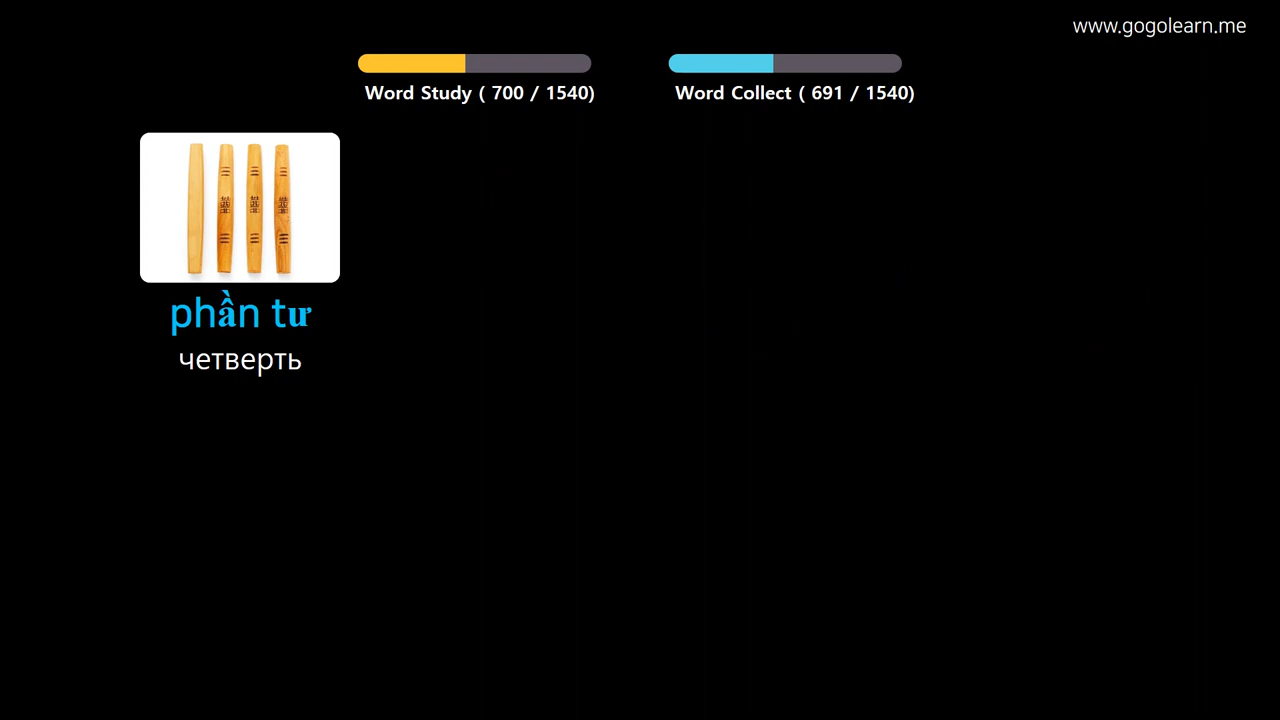 www.gogolearn.me
Word Study ( 700 / 1540)
Word Collect ( 691 / 1540)
phần tư
четверть